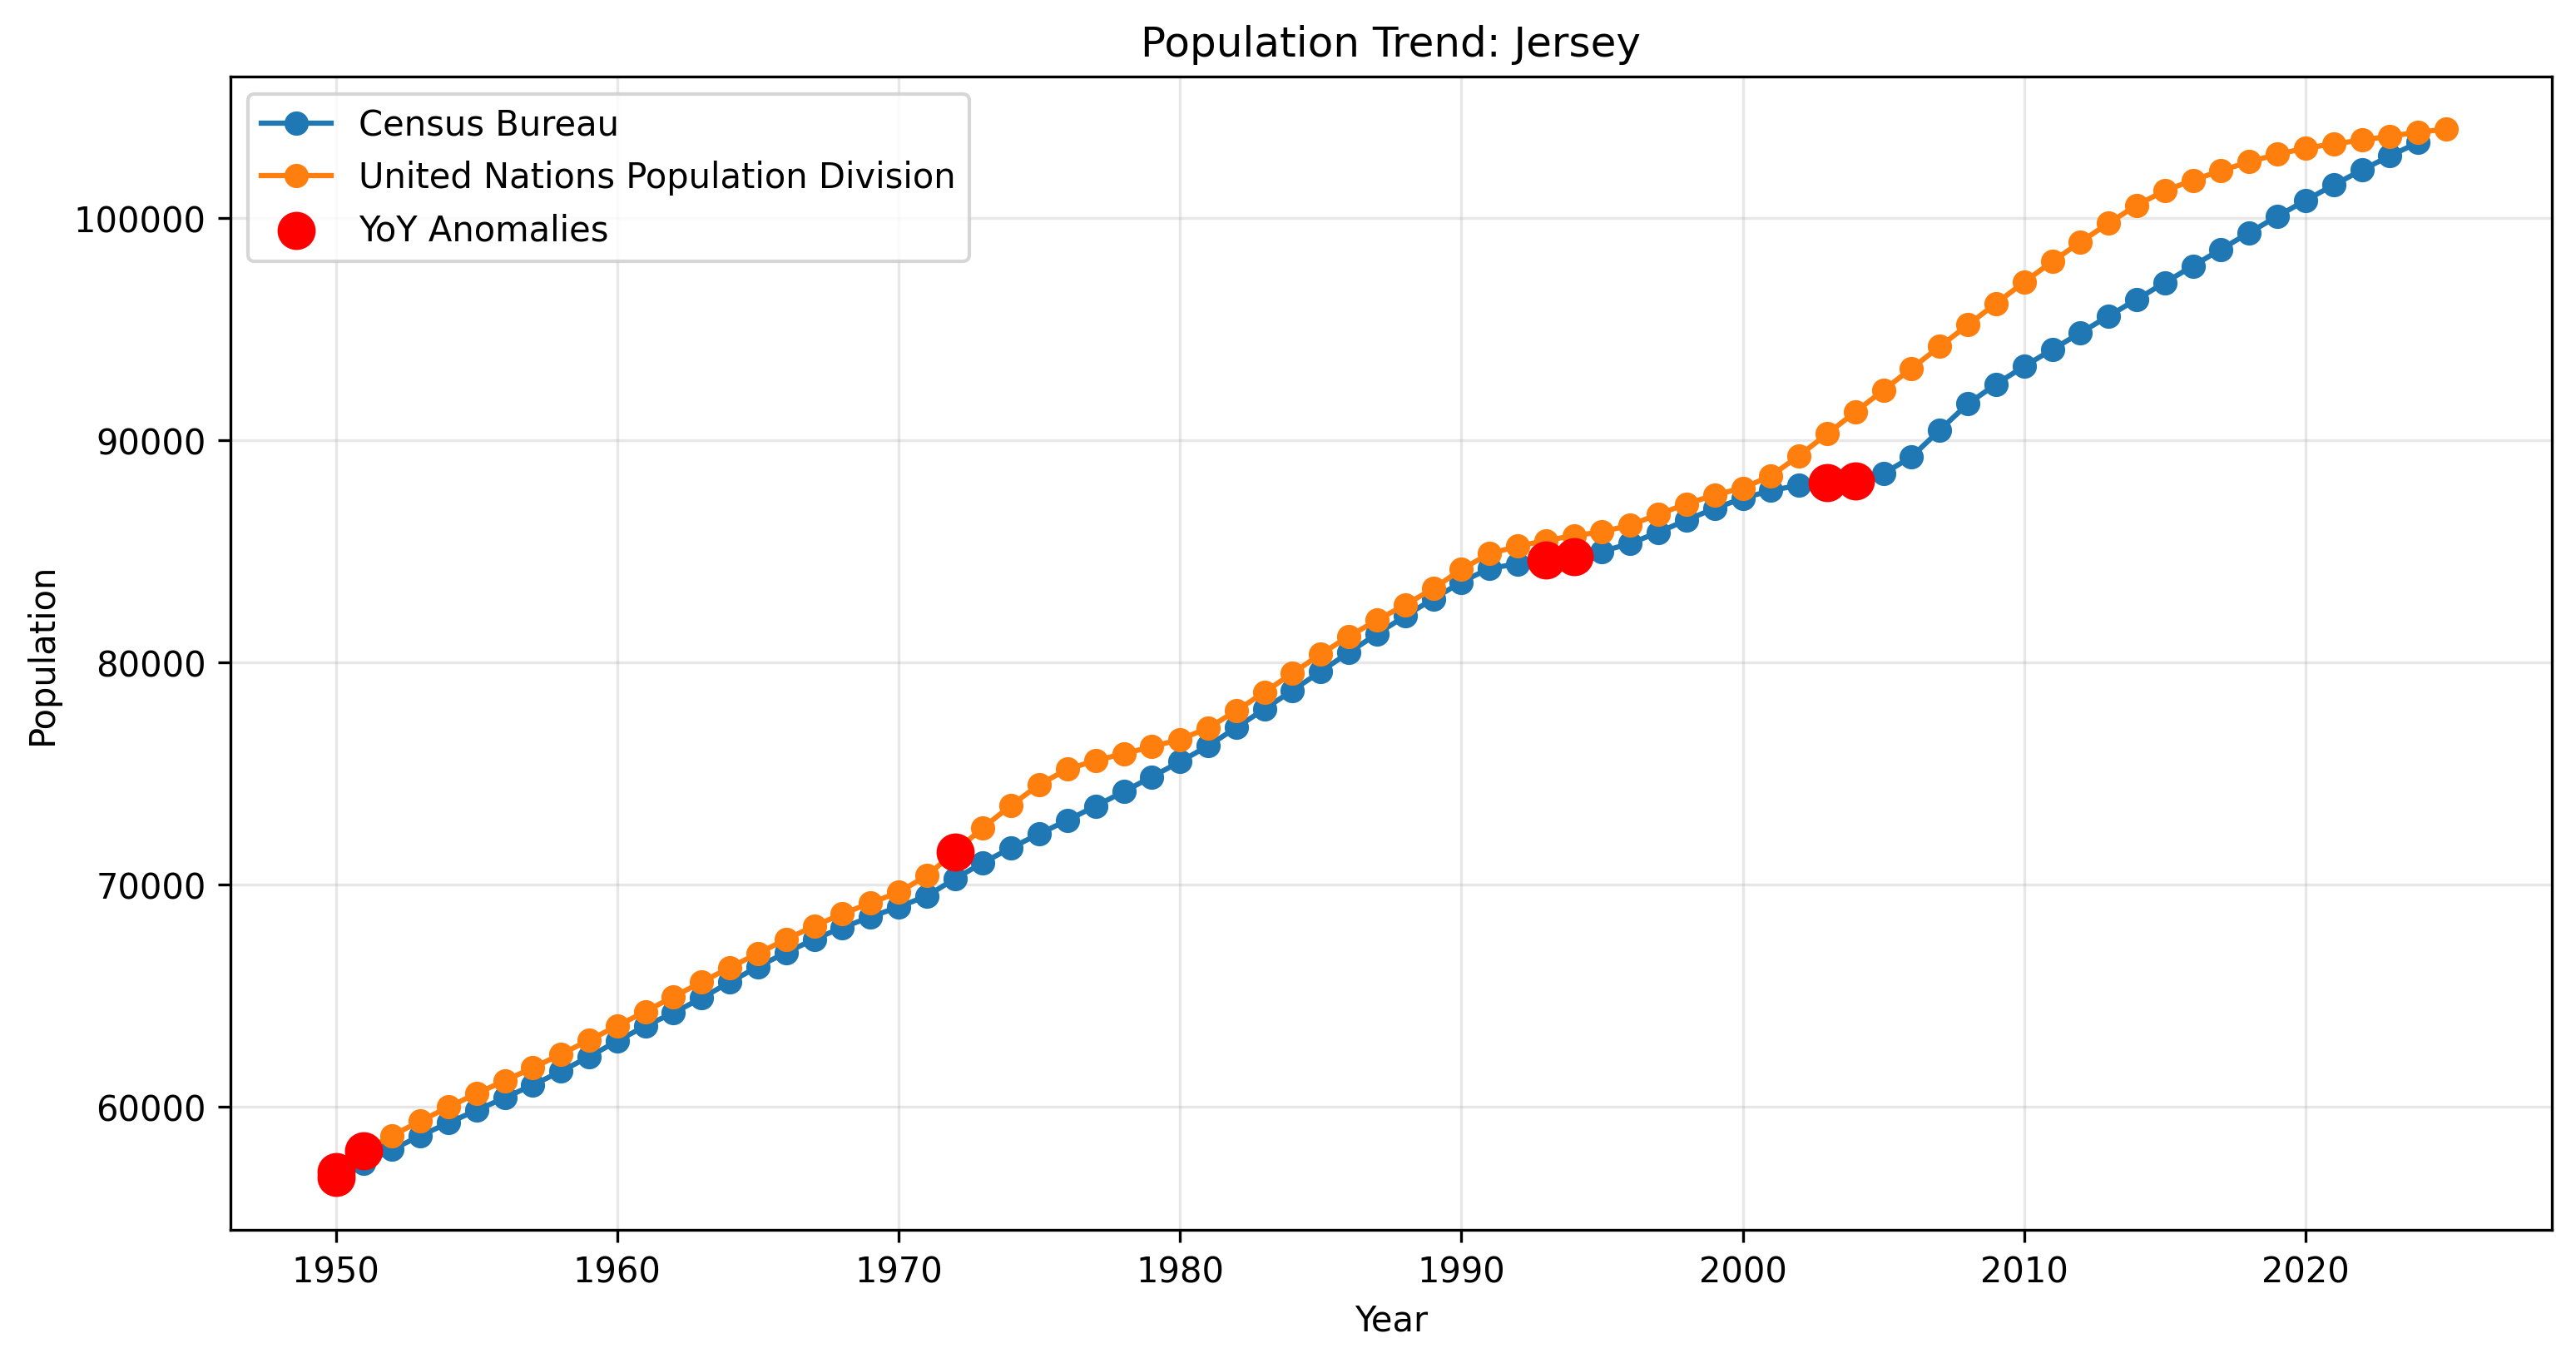 Population Trend: Jersey
Census Bureau
United Nations Population Division
YoY Anomalies
100000
90000
80000
70000
60000
Population
1950 1960 1970 1980 1990 2000 2010 2020
Year